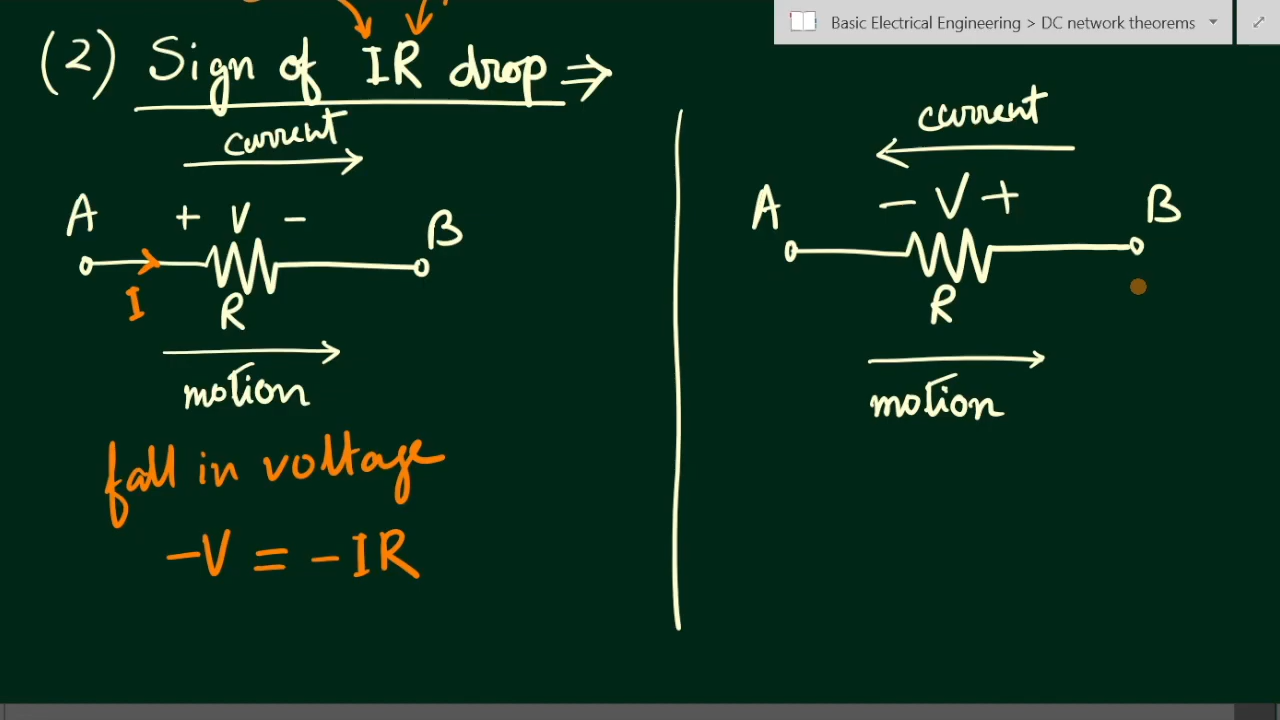 Basic Electrical Engineering > DC network theorems
(2) Sign of IR drop ⇒
current
A + V - B
I
R
motion
fall in voltage
-V = -IR
current
A - V + B
R
motion